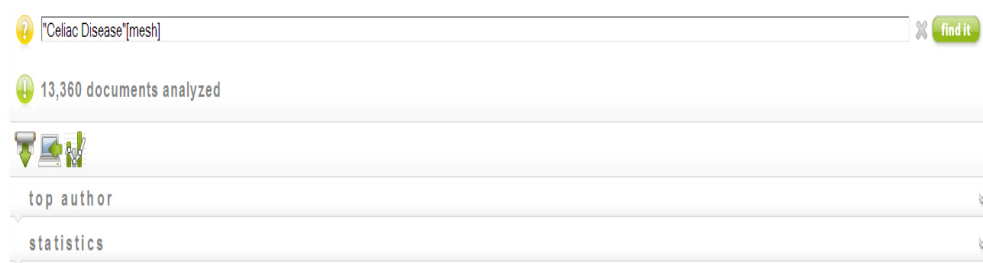 "Celiac Disease"[mesh]
find it
13,360 documents analyzed
top author
statistics